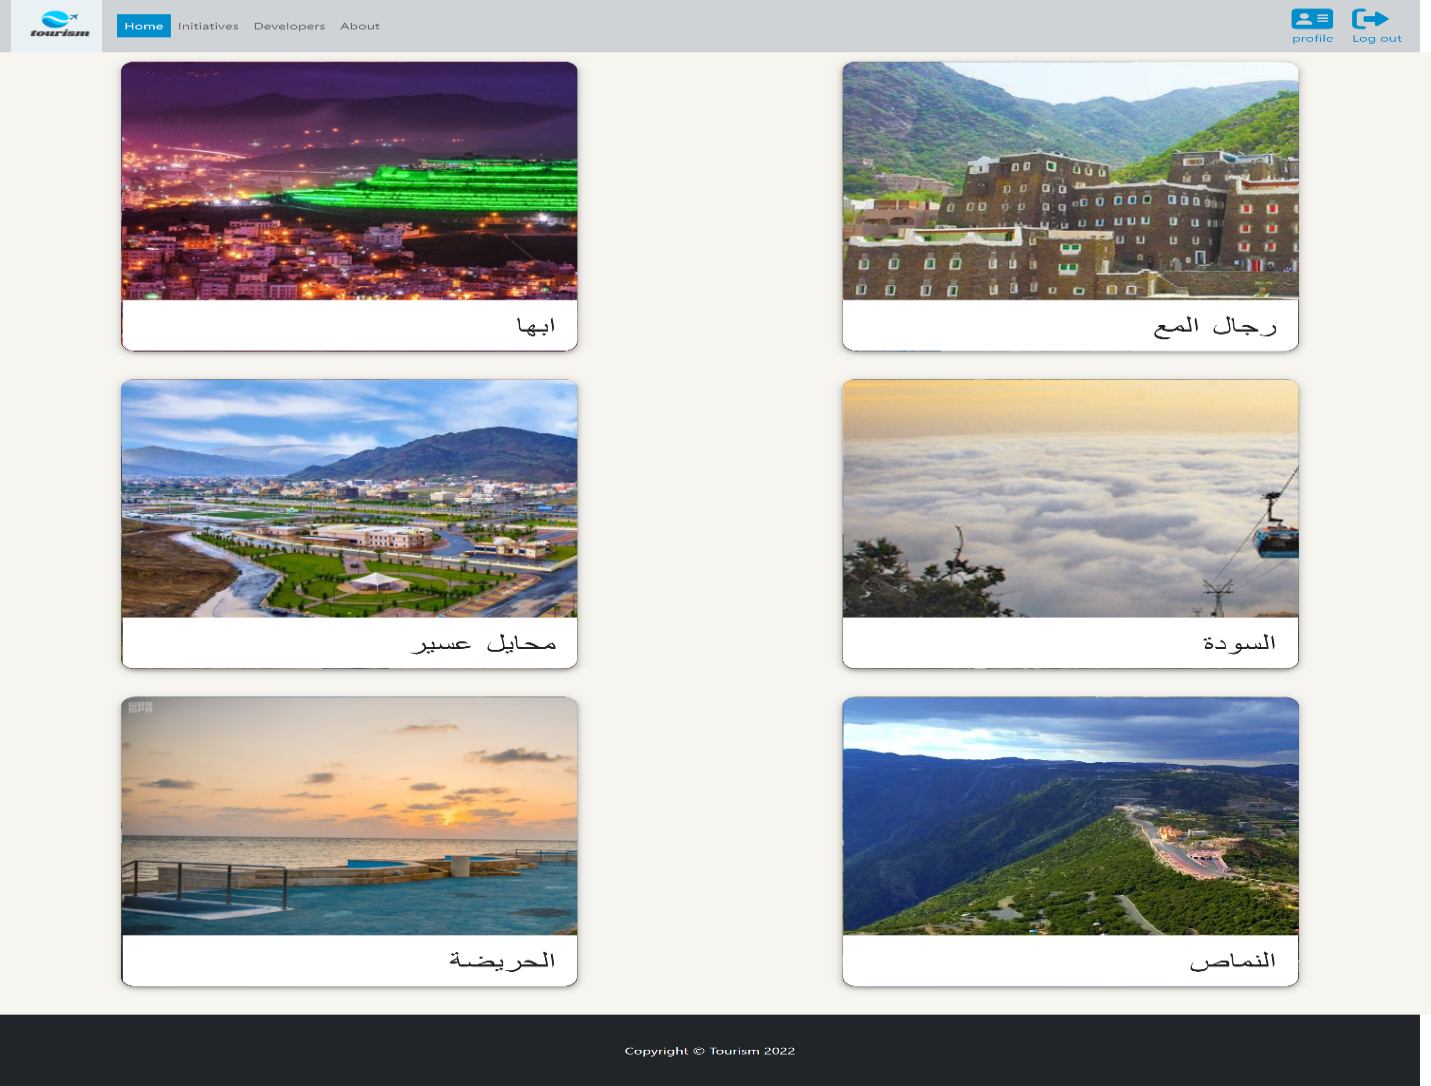 tourism
Home Initiatives Developers About
profile Log out
ابها
رجال المع
محايل عسير
السودة
الحريضة
النماص
Copyright © Tourism 2022